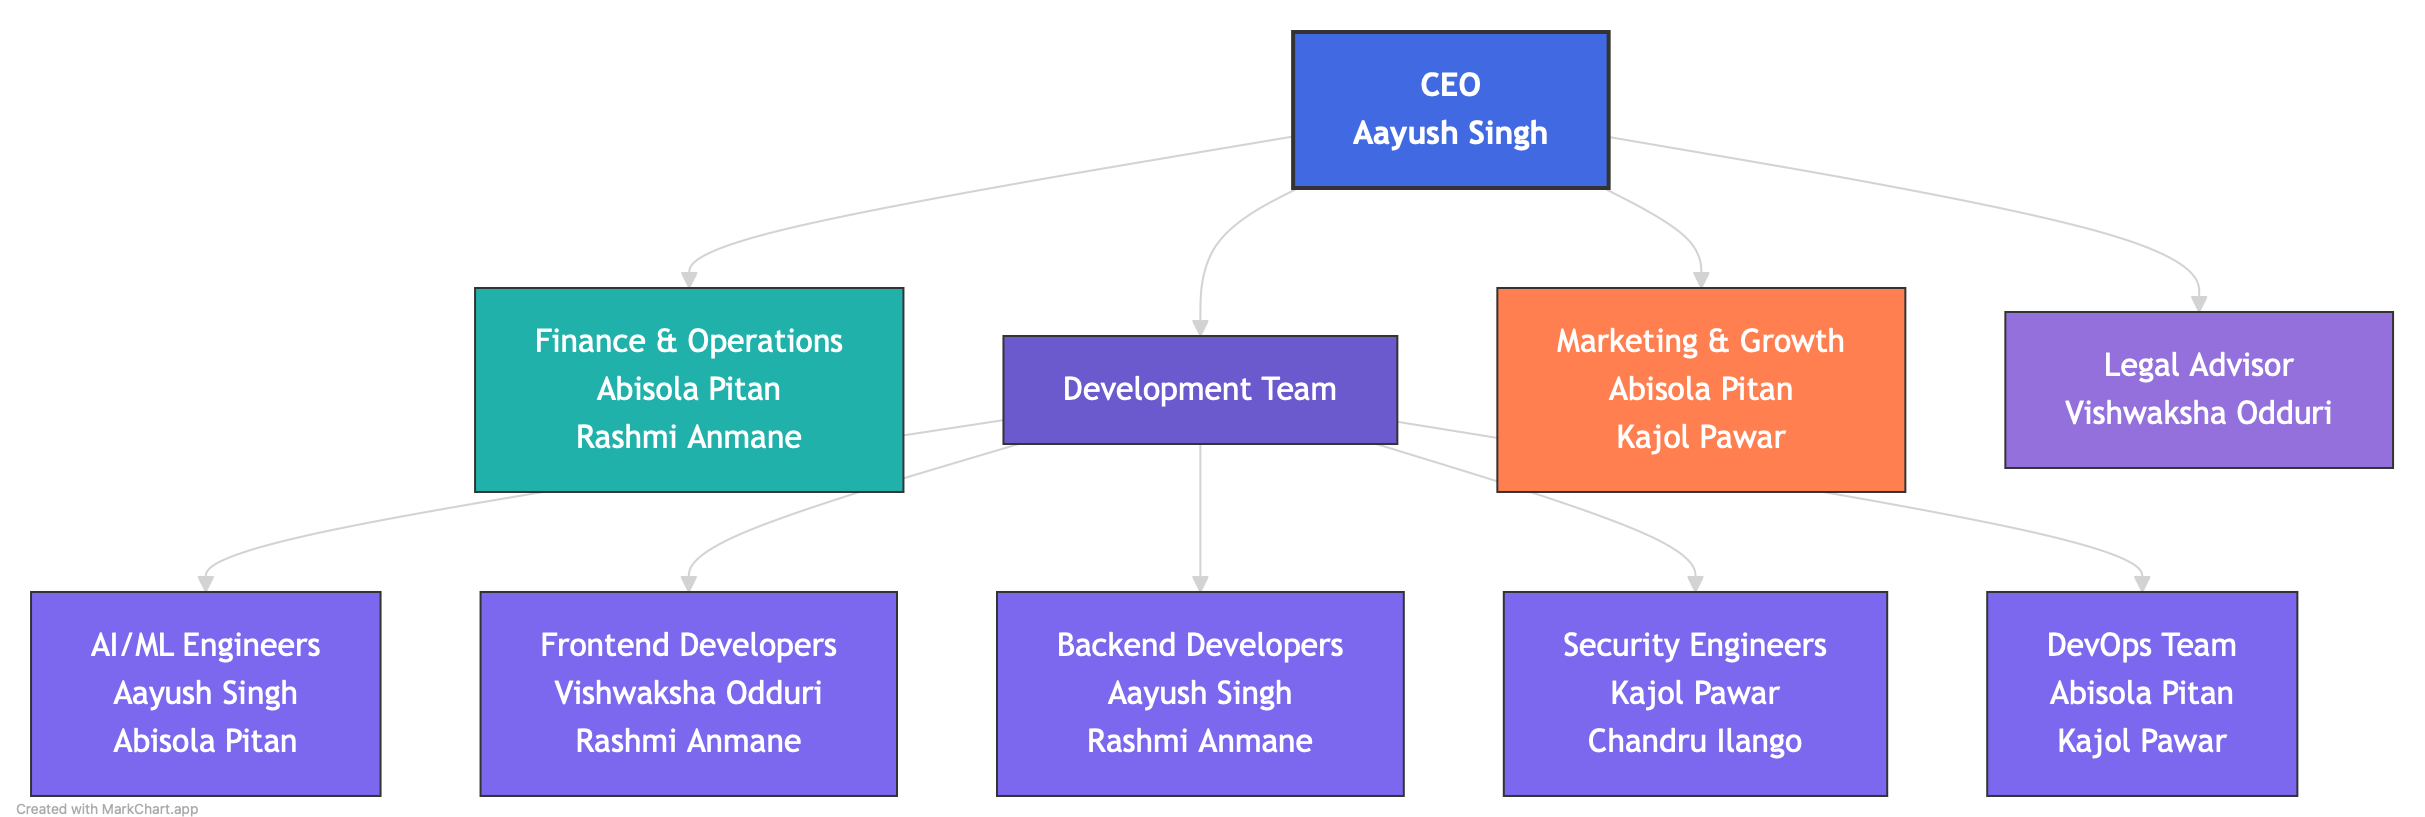 CEO
Aayush Singh
Finance & Operations
Abisola Pitan
Rashmi Anmane
Development Team
Marketing & Growth
Abisola Pitan
Kajol Pawar
Legal Advisor
Vishwaksha Odduri
AI/ML Engineers
Aayush Singh
Abisola Pitan
Frontend Developers
Vishwaksha Odduri
Rashmi Anmane
Backend Developers
Aayush Singh
Rashmi Anmane
Security Engineers
Kajol Pawar
Chandru Ilango
DevOps Team
Abisola Pitan
Kajol Pawar
Created with MarkChart.app